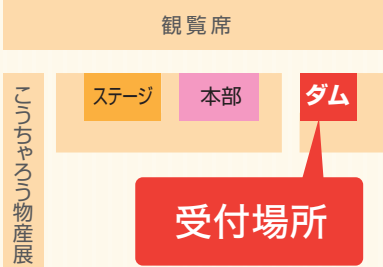 観覧席
ステージ
本部
ダム
こうちゃろう物産展
受付場所